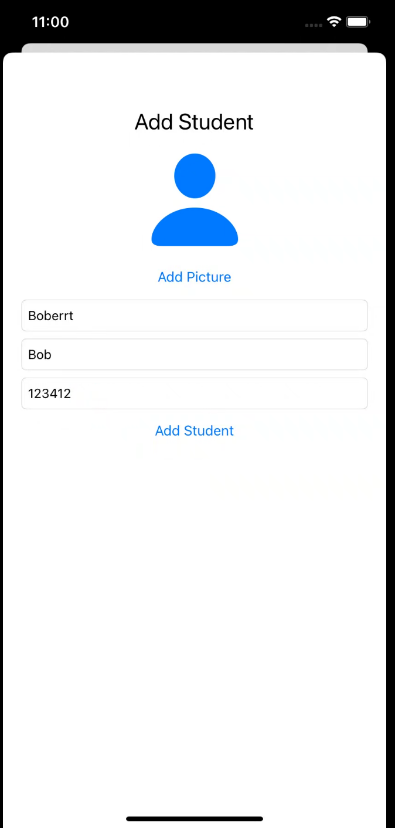 11:00
Add Student
Add Picture
Boberrt
Bob
123412
Add Student